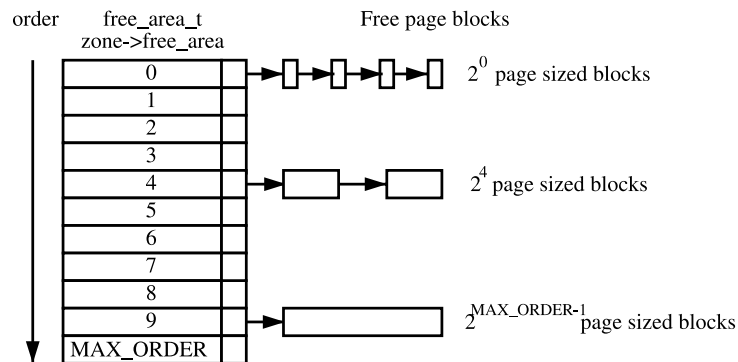 order free_area_t Free page blocks
zone->free_area
0 2^0 page sized blocks
1
2
3
4 2^4 page sized blocks
5
6
7
8
9 2^MAX_ORDER-1 page sized blocks
MAX_ORDER